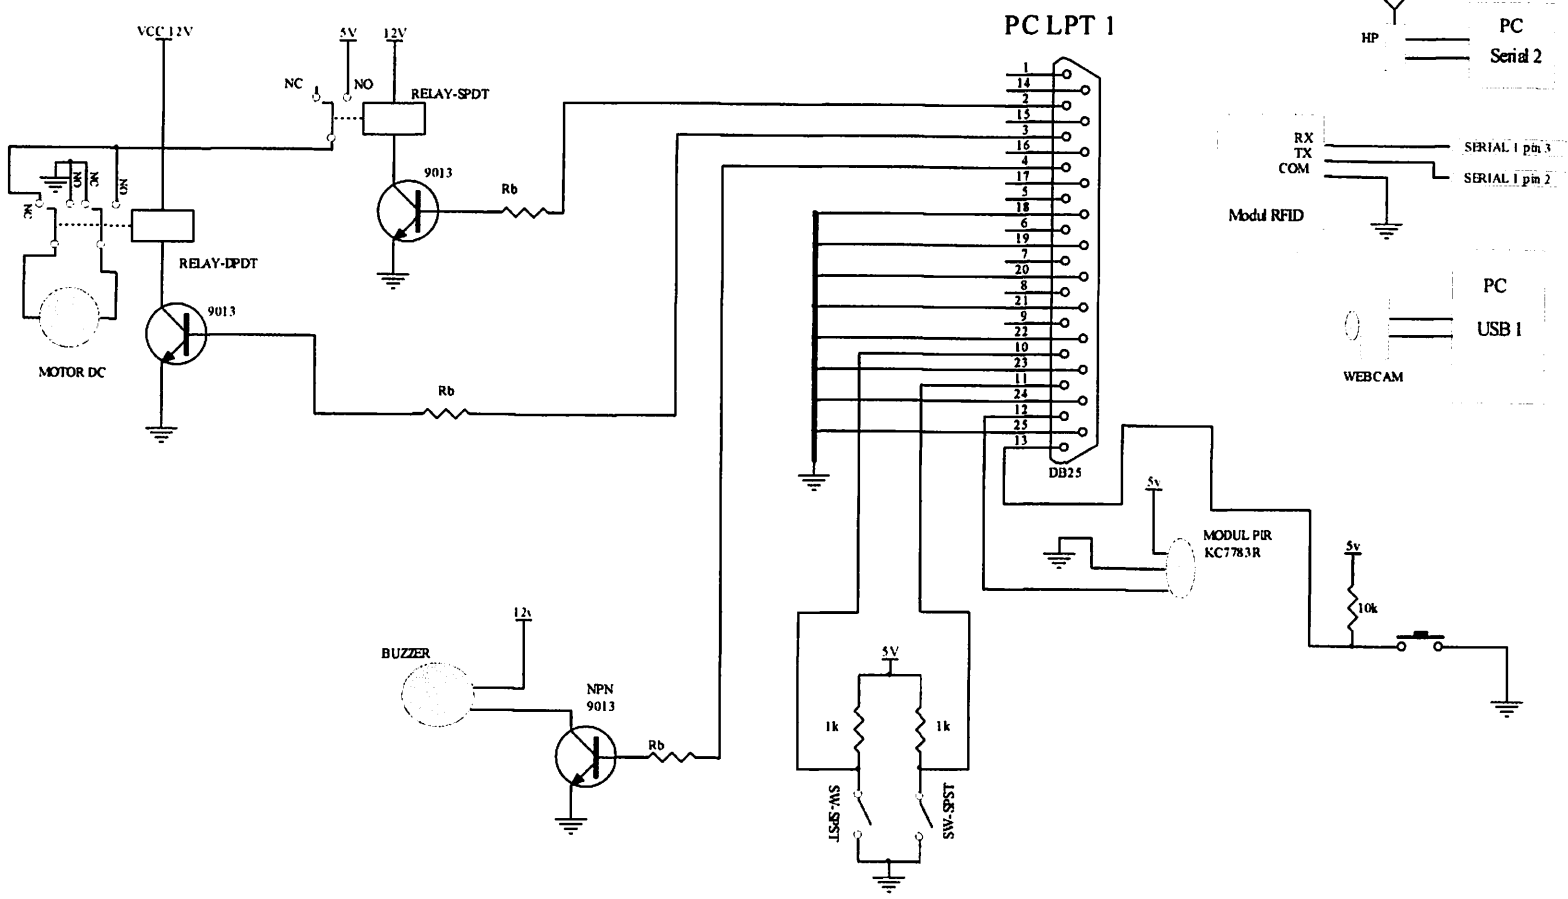 PC LPT 1
HP
PC
Serial 2
VCC 12V
5V
12V
NC
NO
RELAY-SPDT
9013
Rb
NO
NC
NO
NC
RELAY-DPDT
9013
MOTOR DC
Rb
1
14
2
15
3
16
4
17
5
18
6
19
7
20
8
21
9
22
10
23
11
24
12
25
13
DB25
RX
TX
COM
SERIAL 1 pin 3
SERIAL 1 pin 2
Modul RFID
PC
USB 1
WEBCAM
5v
MODUL PIR
KC7783R
5v
10k
12v
BUZZER
NPN
9013
Rb
5V
1k
1k
SW-SPST
SW-SPST